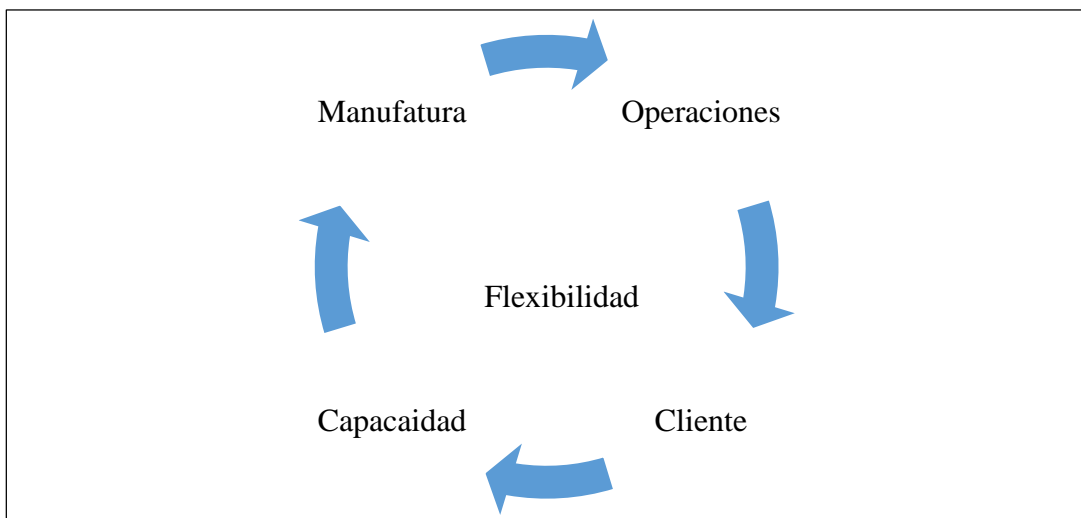 Manufatura
Operaciones
Flexibilidad
Capacaidad
Cliente